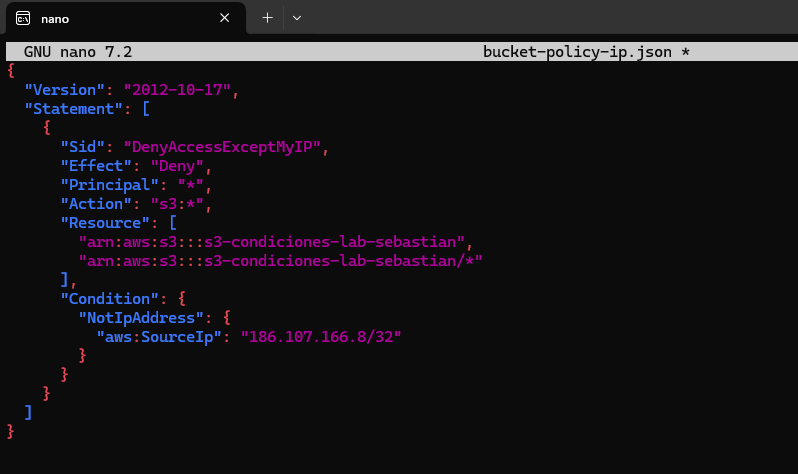 nano
GNU nano 7.2 bucket-policy-ip.json *
{
  "Version": "2012-10-17",
  "Statement": [
    {
      "Sid": "DenyAccessExceptMyIP",
      "Effect": "Deny",
      "Principal": "*",
      "Action": "s3:*",
      "Resource": [
        "arn:aws:s3:::s3-condiciones-lab-sebastian",
        "arn:aws:s3:::s3-condiciones-lab-sebastian/*"
      ],
      "Condition": {
        "NotIpAddress": {
          "aws:SourceIp": "186.107.166.8/32"
        }
      }
    }
  ]
}